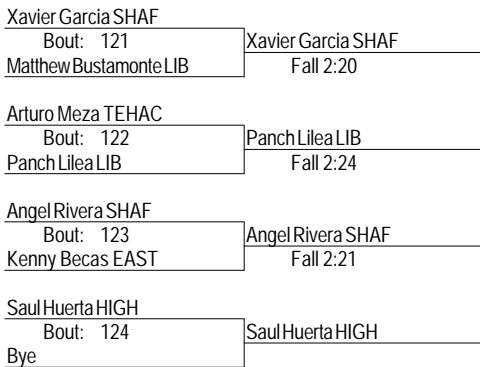 Xavier Garcia SHAF
Bout: 121
Xavier Garcia SHAF
Matthew Bustamonte LIB
Fall 2:20
Arturo Meza TEHAC
Bout: 122
Panch Lilea LIB
Panch Lilea LIB
Fall 2:24
Angel Rivera SHAF
Bout: 123
Angel Rivera SHAF
Kenny Becas EAST
Fall 2:21
Saul Huerta HIGH
Bout: 124
Saul Huerta HIGH
Bye